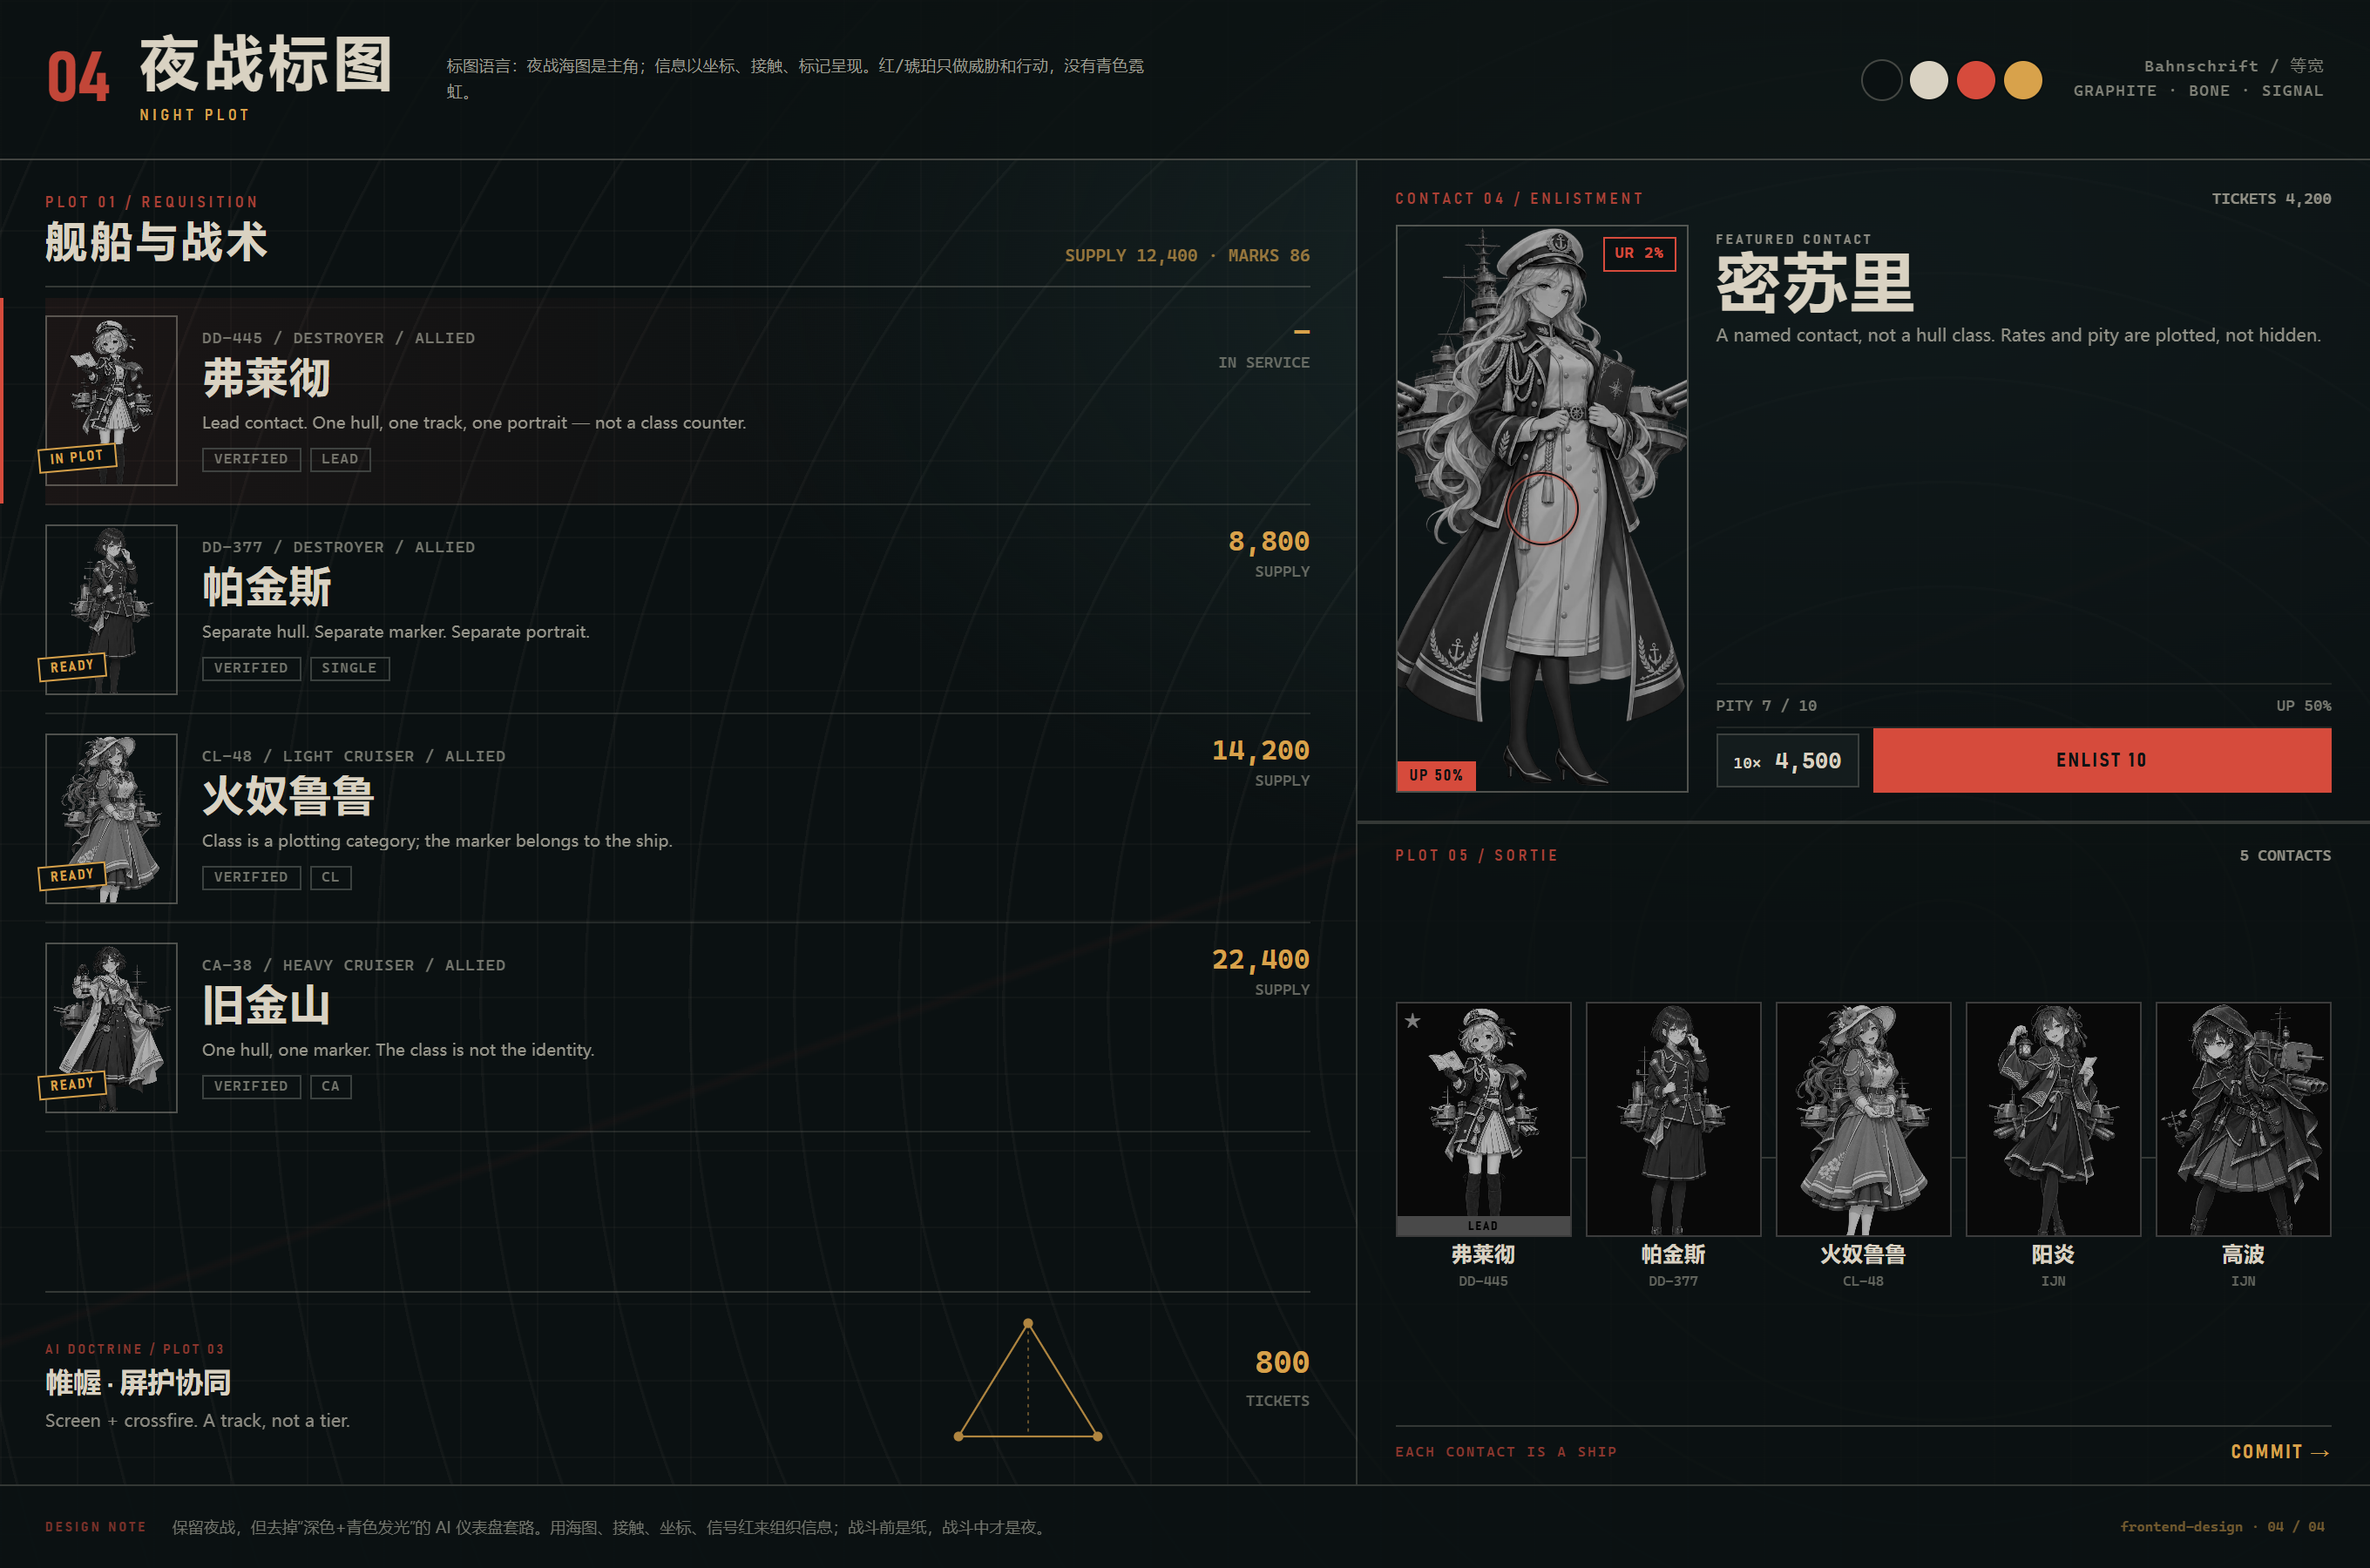 04
夜战标图
NIGHT PLOT
标图语言：夜战海图是主角；信息以坐标、接触、标记呈现。红/琥珀只做威胁和行动，没有青色霓
虹。
Bahnschrift / 等宽
GRAPHITE · BONE · SIGNAL
PLOT 01 / REQUISITION
舰船与战术
SUPPLY 12,400 · MARKS 86
IN PLOT
DD-445 / DESTROYER / ALLIED
弗莱彻
Lead contact. One hull, one track, one portrait — not a class counter.
VERIFIED
LEAD
—
IN SERVICE
READY
DD-377 / DESTROYER / ALLIED
帕金斯
Separate hull. Separate marker. Separate portrait.
VERIFIED
SINGLE
8,800
SUPPLY
READY
CL-48 / LIGHT CRUISER / ALLIED
火奴鲁鲁
Class is a plotting category; the marker belongs to the ship.
VERIFIED
CL
14,200
SUPPLY
READY
CA-38 / HEAVY CRUISER / ALLIED
旧金山
One hull, one marker. The class is not the identity.
VERIFIED
CA
22,400
SUPPLY
AI DOCTRINE / PLOT 03
帷幄 · 屏护协同
Screen + crossfire. A track, not a tier.
800
TICKETS
CONTACT 04 / ENLISTMENT
TICKETS 4,200
UR 2%
UP 50%
FEATURED CONTACT
密苏里
A named contact, not a hull class. Rates and pity are plotted, not hidden.
PITY 7 / 10
UP 50%
10× 4,500
ENLIST 10
PLOT 05 / SORTIE
5 CONTACTS
★
LEAD
弗莱彻
DD-445
帕金斯
DD-377
火奴鲁鲁
CL-48
阳炎
IJN
高波
IJN
EACH CONTACT IS A SHIP
COMMIT →
DESIGN NOTE
保留夜战，但去掉“深色+青色发光”的 AI 仪表盘套路。用海图、接触、坐标、信号红来组织信息；战斗前是纸，战斗中才是夜。
frontend-design · 04 / 04